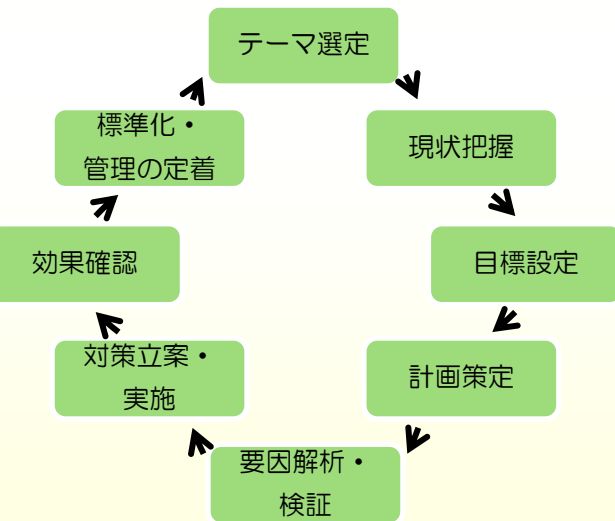 テーマ選定
現状把握
目標設定
計画策定
要因解析・
検証
対策立案・
実施
効果確認
標準化・
管理の定着